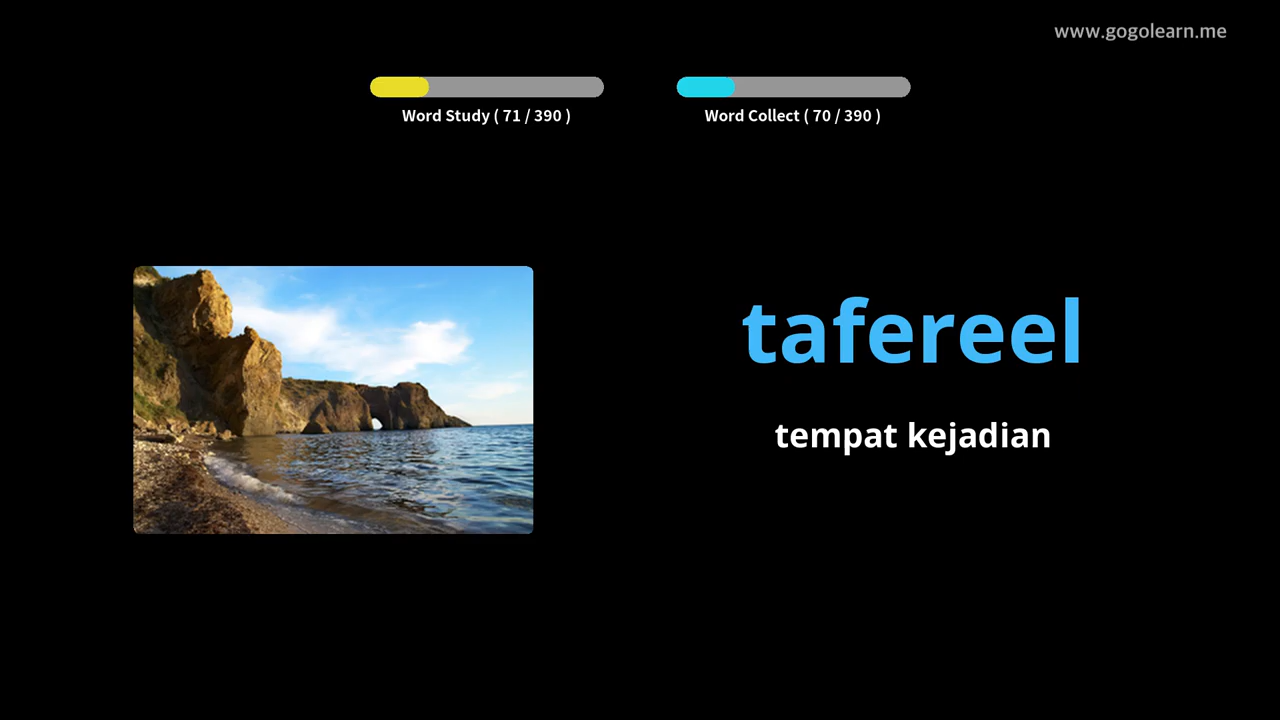 www.gogolearn.me
Word Study ( 71 / 390 )
Word Collect ( 70 / 390 )
tafereel
tempat kejadian